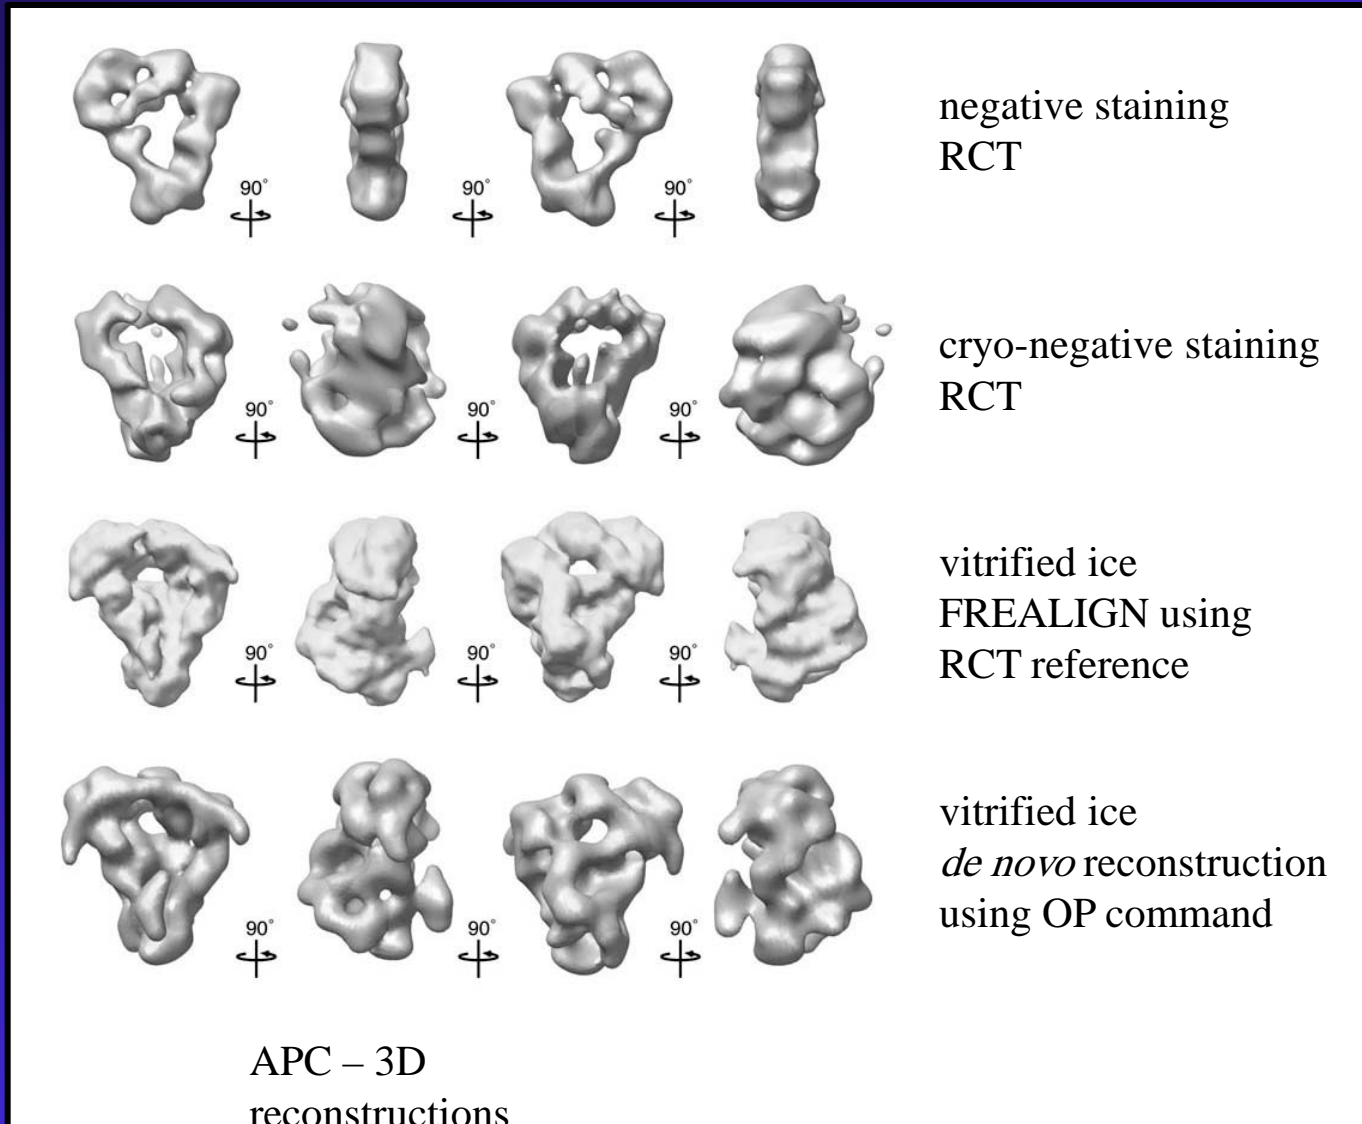 90°
90°
90°
negative staining
RCT
90°
90°
90°
cryo-negative staining
RCT
90°
90°
90°
vitrified ice
FREALIGN using
RCT reference
90°
90°
90°
vitrified ice
de novo reconstruction
using OP command
APC – 3D
reconstructions